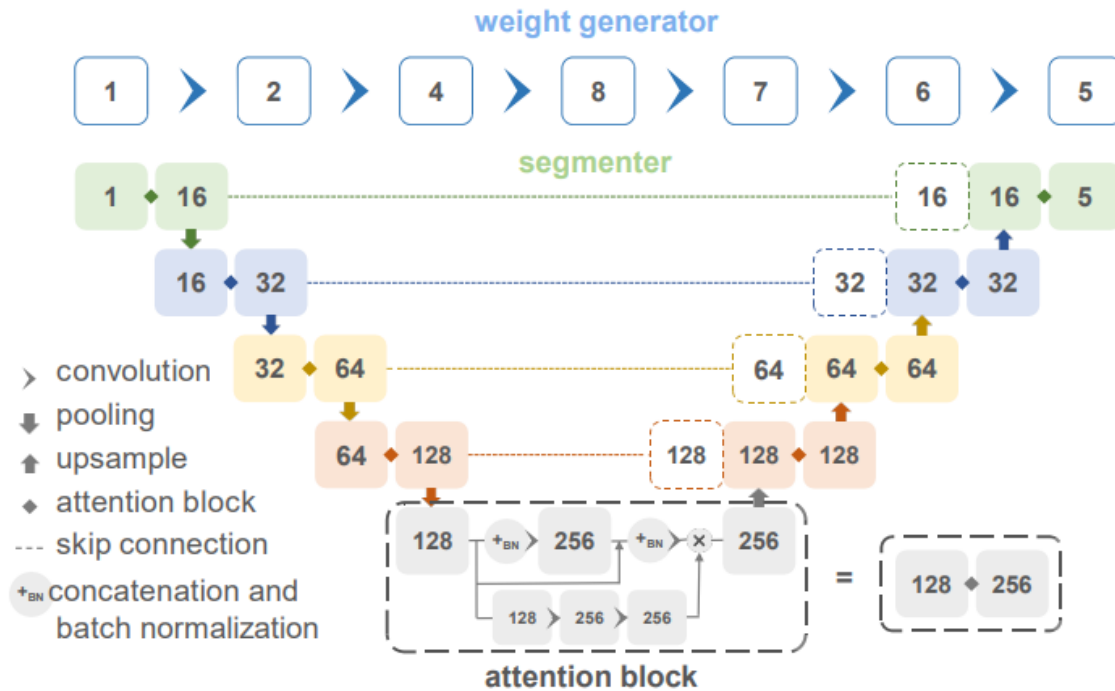 weight generator
1 2 4 8 7 6 5
segmenter
1 16 16 16 5
16 32 32 32 32
convolution
32 64 64 64 64
pooling
upsample
64 128 128 128 128
attention block
skip connection
128 +BN 256 +BN × 256 = 128 256
+BN concatenation and
batch normalization
128 256 256
attention block